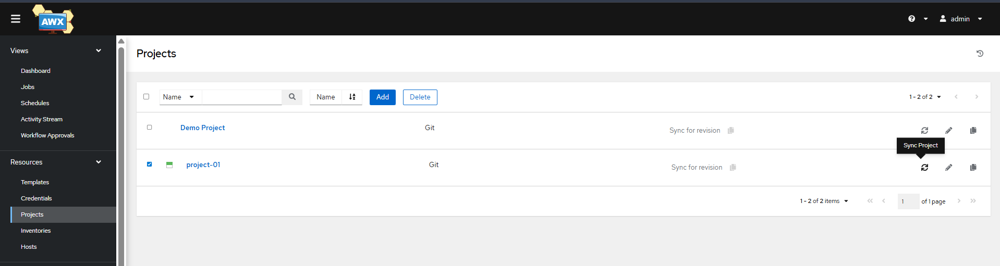 AWX
admin
Views
Dashboard
Jobs
Schedules
Activity Stream
Workflow Approvals
Resources
Templates
Credentials
Projects
Inventories
Hosts
Projects
Name Name Add Delete 1 - 2 of 2
Demo Project Git Sync for revision
Sync Project
project-01 Git Sync for revision
1 - 2 of 2 items 1 of 1 page